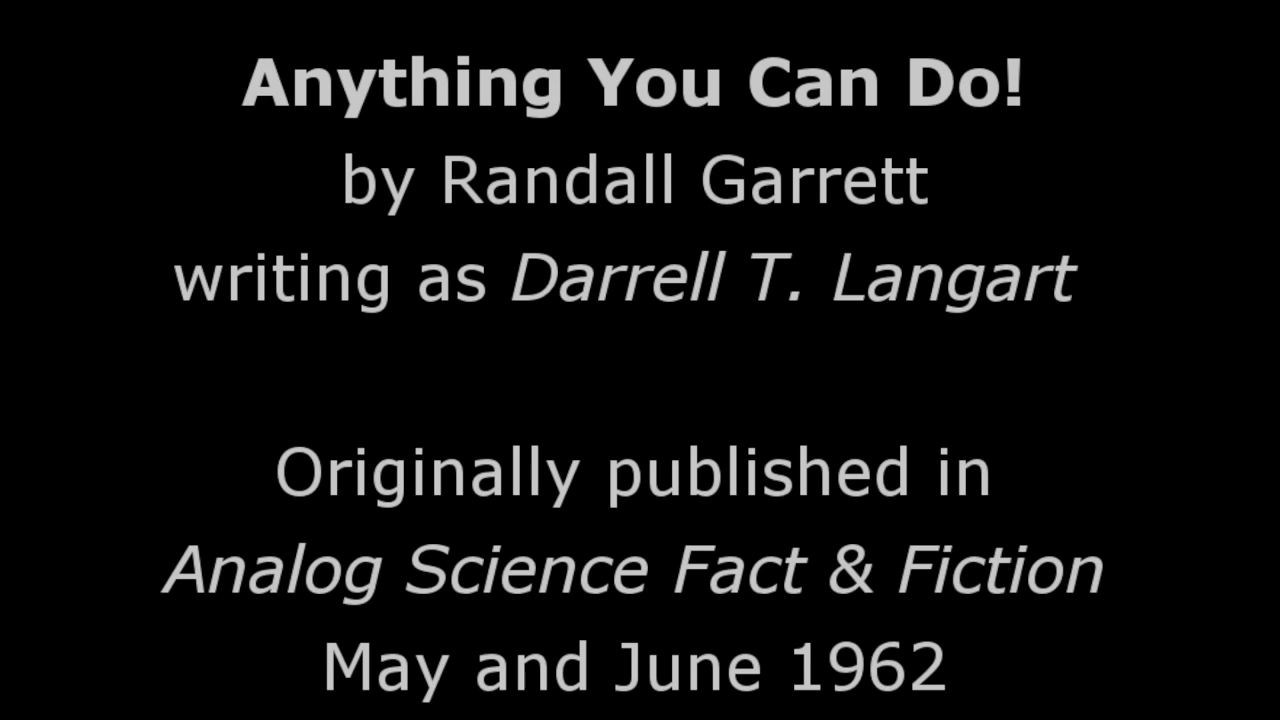 Anything You Can Do!
by Randall Garrett
writing as Darrell T. Langart
Originally published in
Analog Science Fact & Fiction
May and June 1962